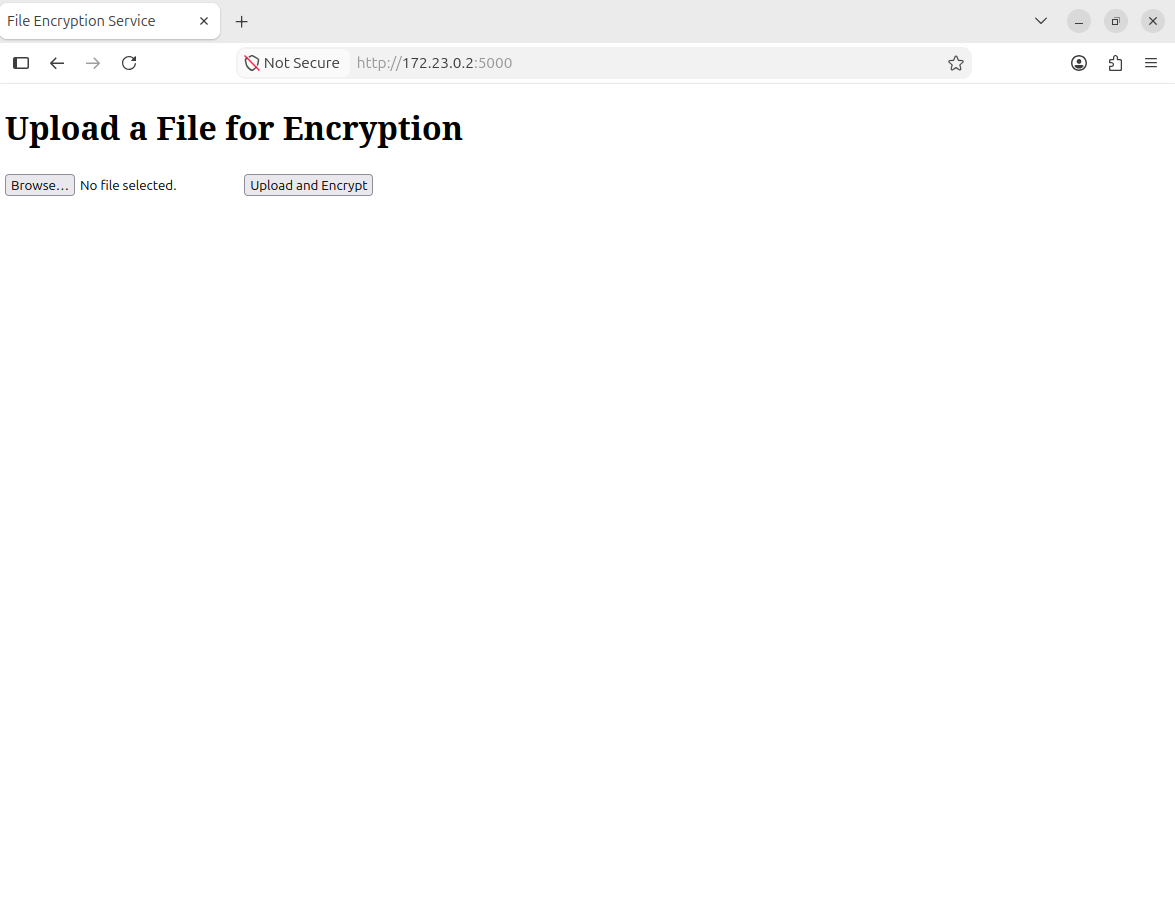 File Encryption Service
Not Secure http://172.23.0.2:5000
Upload a File for Encryption
Browse… No file selected. Upload and Encrypt